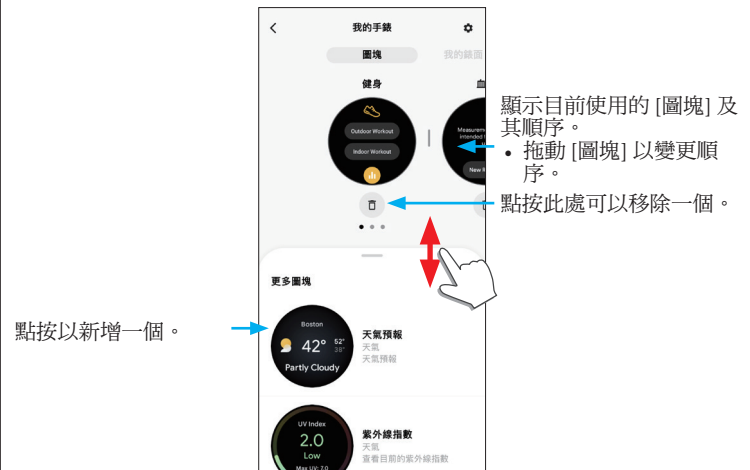 我的手錶
圖塊
我的錶面
健身
Outdoor Workout
Indoor Workout
intended
New R
顯示目前使用的 [圖塊] 及
其順序。
• 拖動 [圖塊] 以變更順
序。
點按此處可以移除一個。
更多圖塊
點按以新增一個。
Boston
42° 52°
38°
Partly Cloudy
天氣預報
天氣
天氣預報
UV Index
2.0
Low
Max UV: 7.0
紫外線指數
天氣
查看目前的紫外線指數